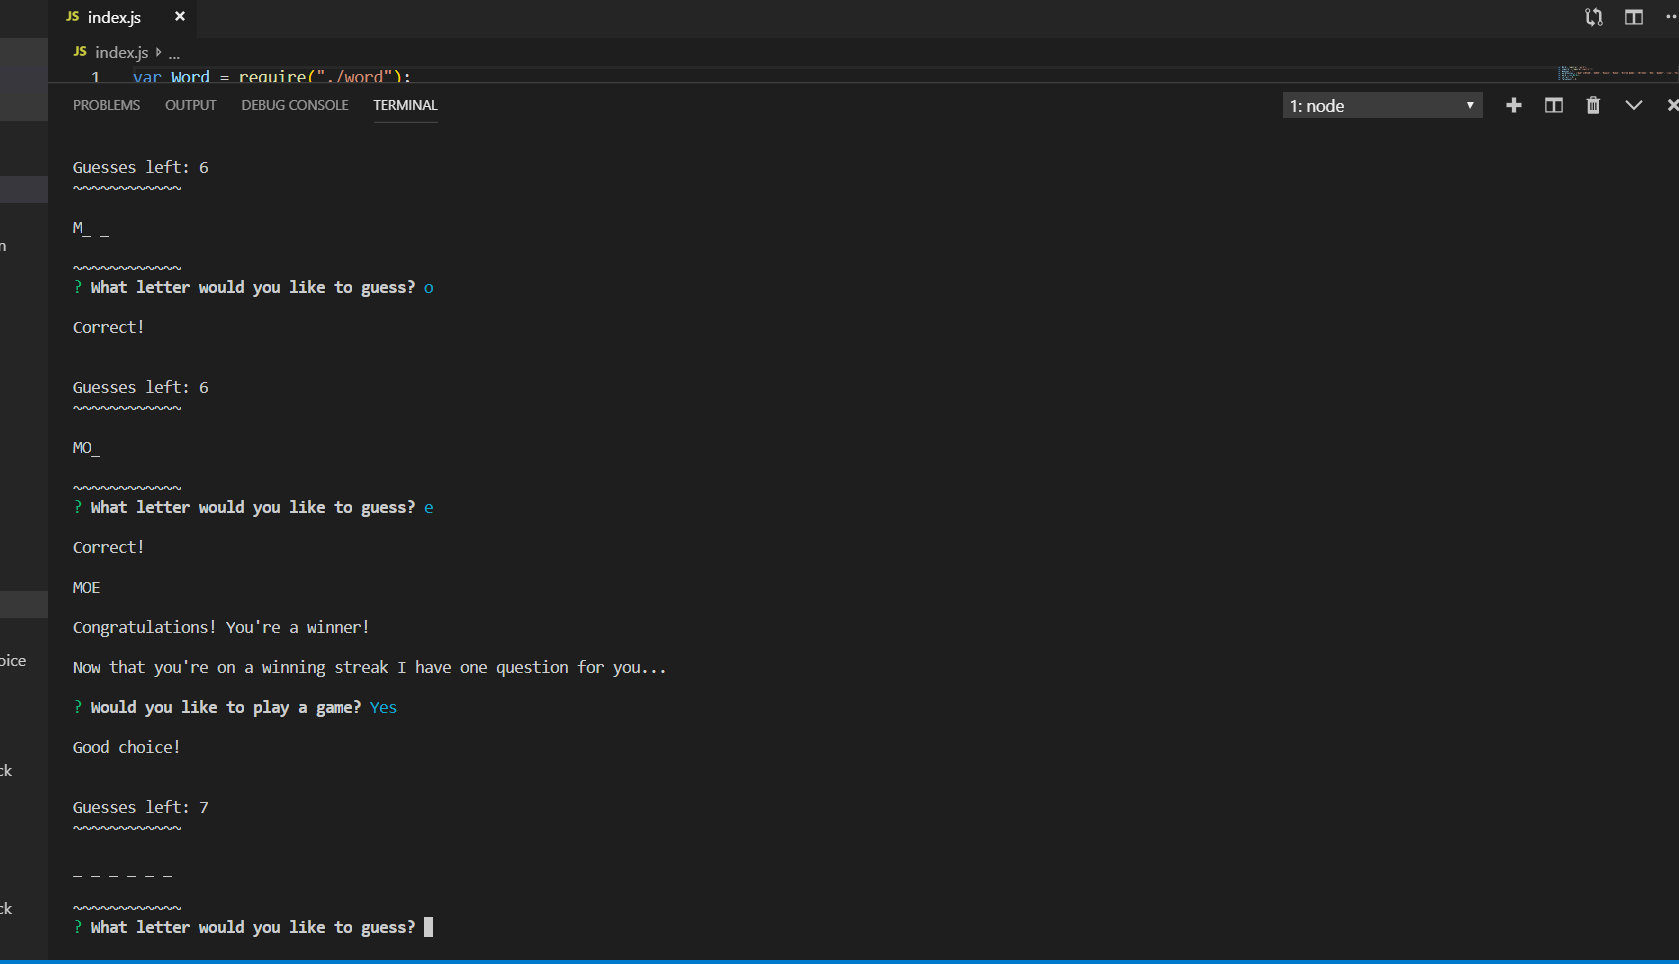 JS index.js ×
JS index.js ▸ ...
1 var Word = require("./word");
PROBLEMS OUTPUT DEBUG CONSOLE TERMINAL 1: node
Guesses left: 6
~~~~~~~~~~~~
M_ _
~~~~~~~~~~~~
? What letter would you like to guess? o
Correct!
Guesses left: 6
~~~~~~~~~~~~
MO_
~~~~~~~~~~~~
? What letter would you like to guess? e
Correct!
MOE
Congratulations! You're a winner!
Now that you're on a winning streak I have one question for you...
? Would you like to play a game? Yes
Good choice!
Guesses left: 7
~~~~~~~~~~~~
_ _ _ _ _ _
~~~~~~~~~~~~
? What letter would you like to guess?